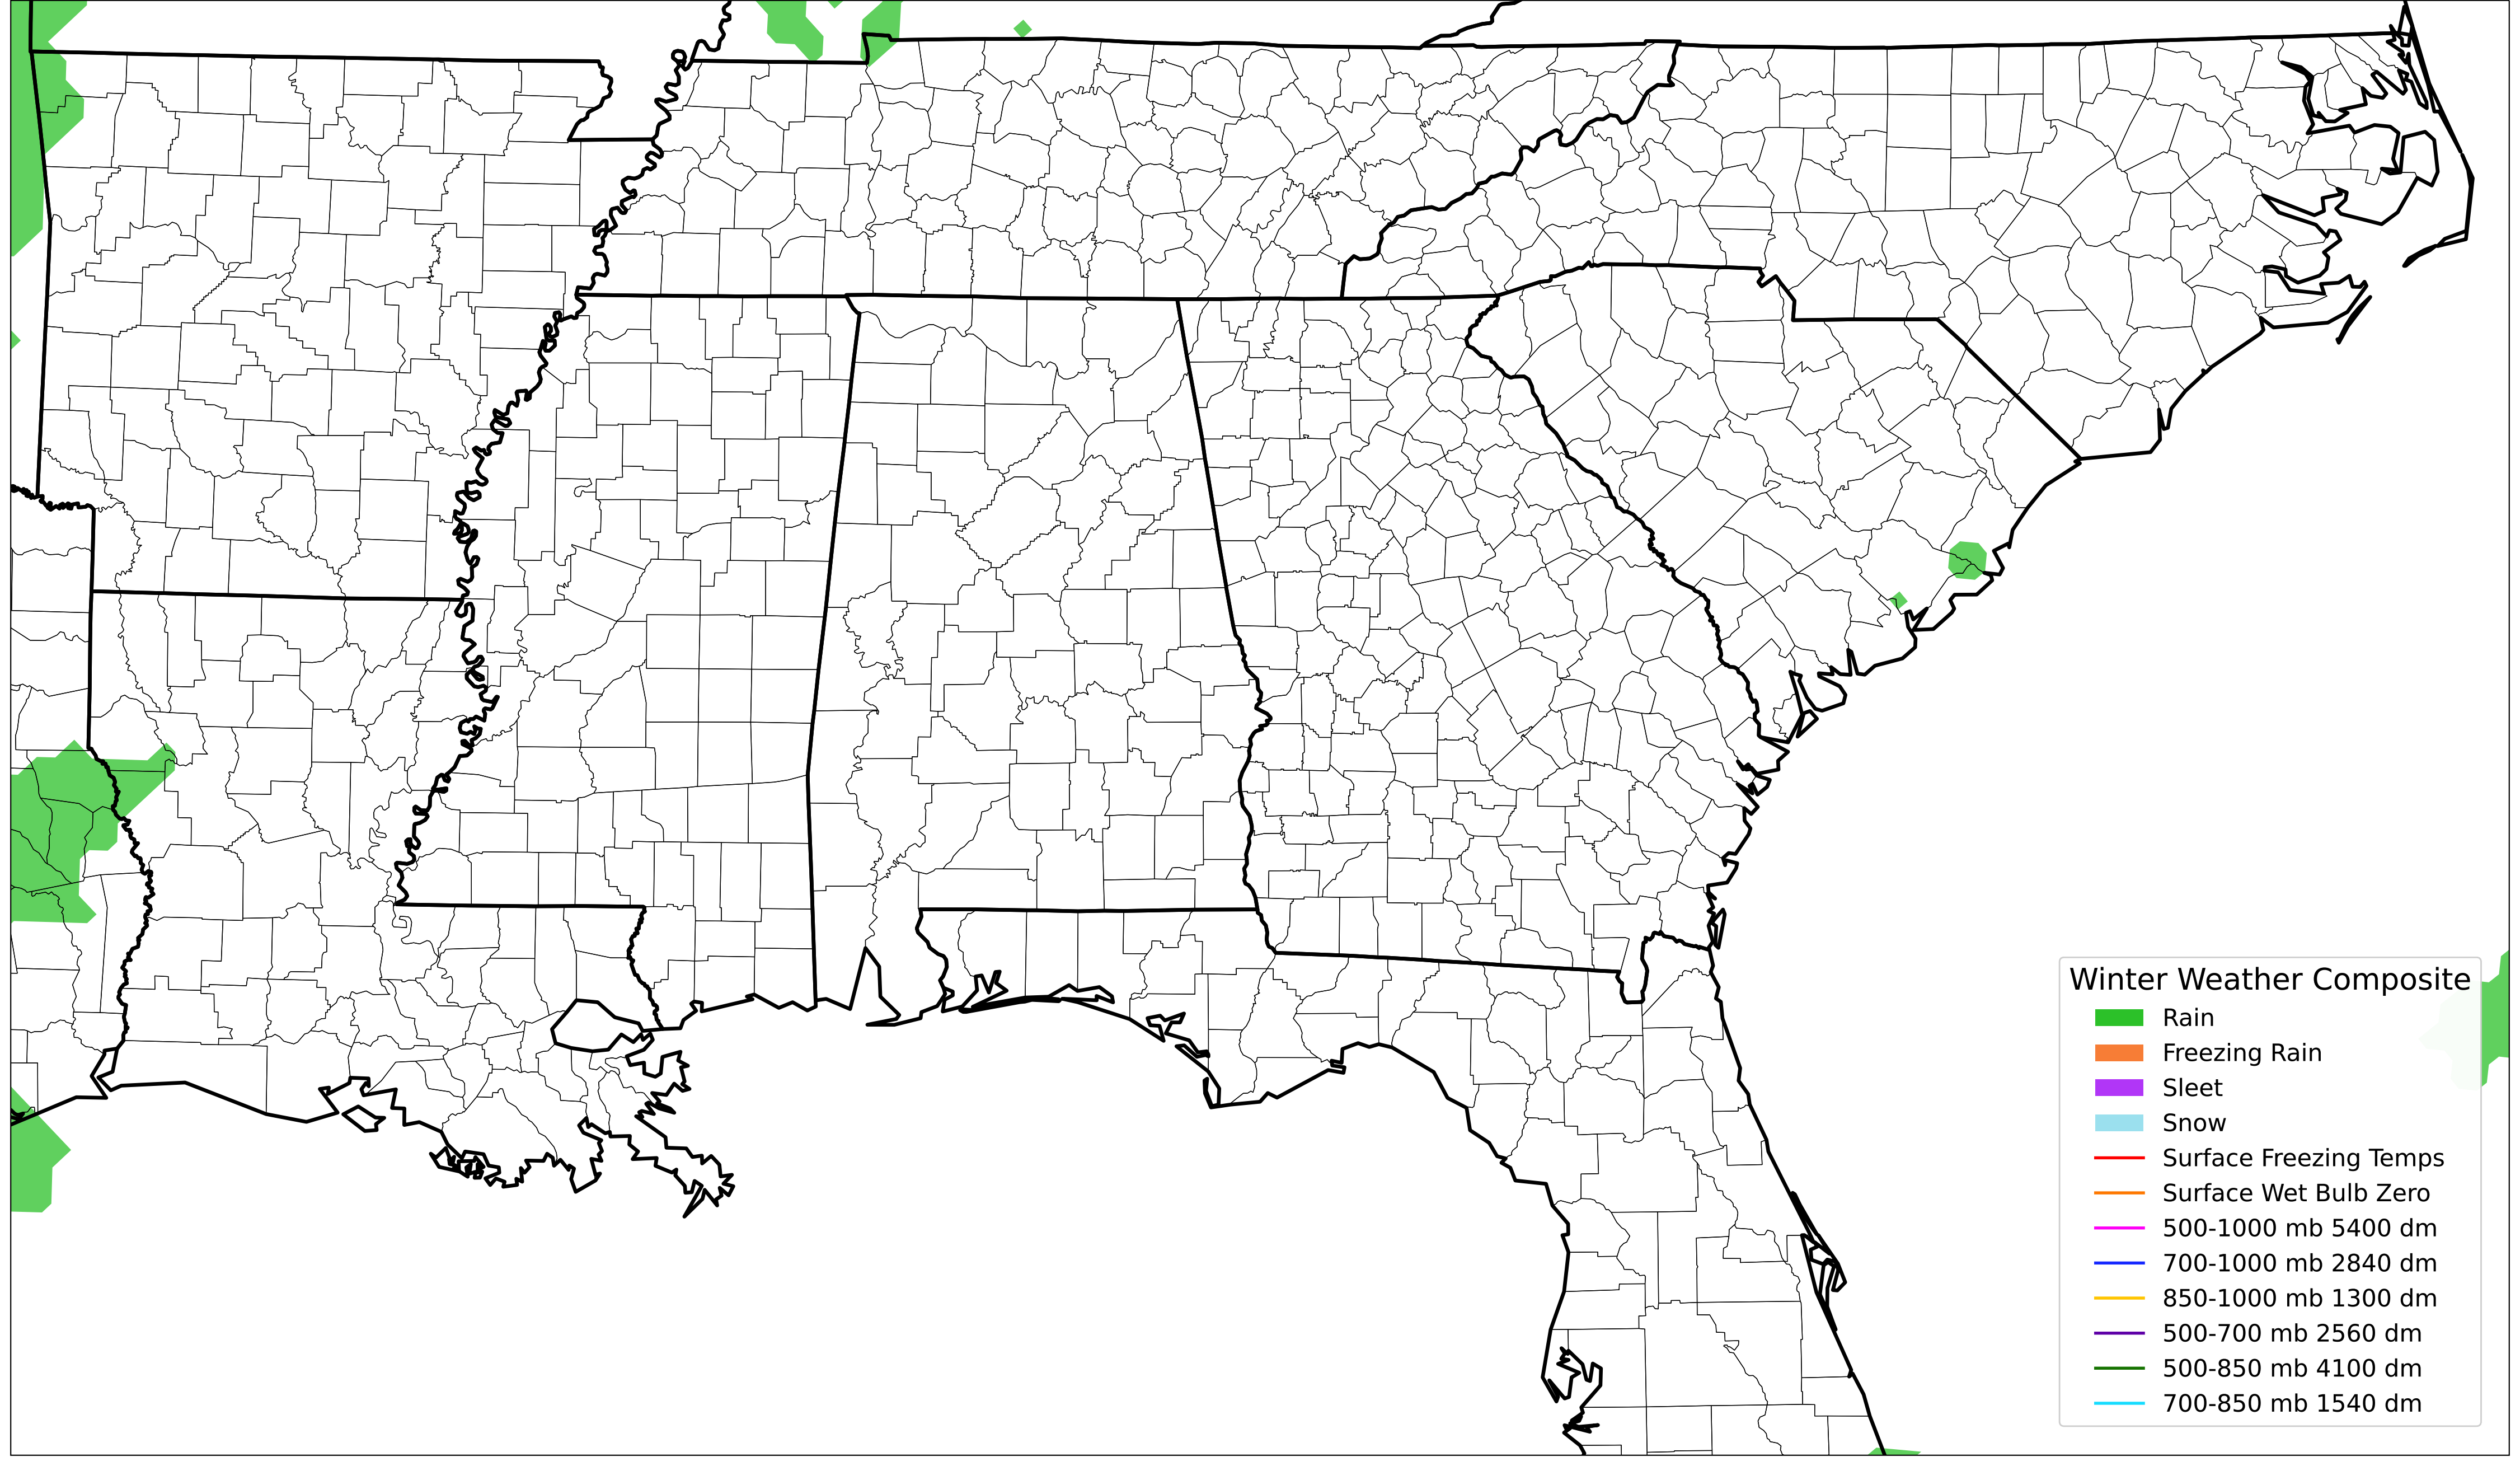 Winter Weather Composite
Rain
Freezing Rain
Sleet
Snow
Surface Freezing Temps
Surface Wet Bulb Zero
500-1000 mb 5400 dm
700-1000 mb 2840 dm
850-1000 mb 1300 dm
500-700 mb 2560 dm
500-850 mb 4100 dm
700-850 mb 1540 dm